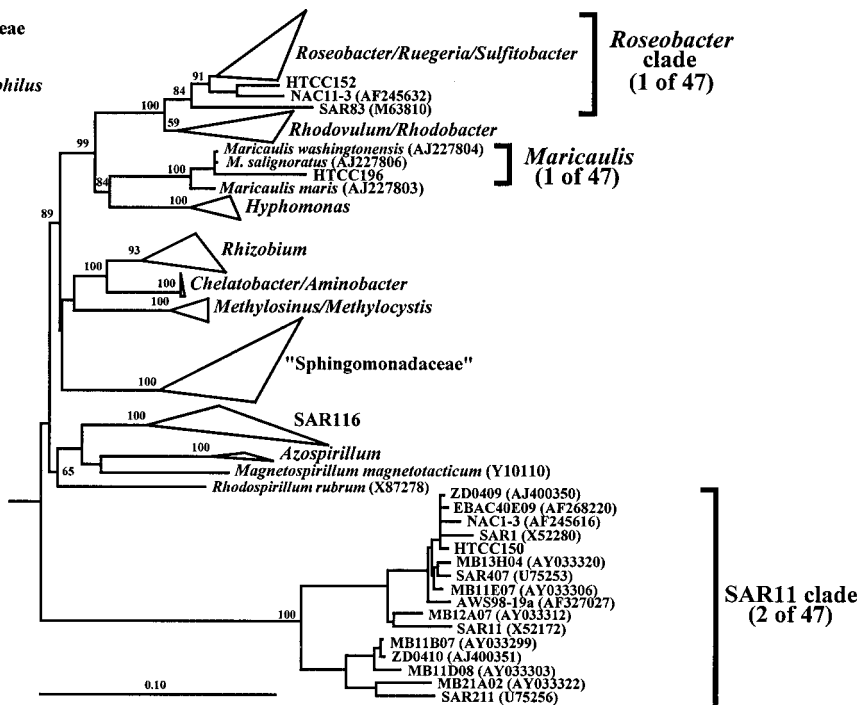 eae
philus
Roseobacter/Ruegeria/Sulfitobacter
91
HTCC152
84
NAC11-3 (AF245632)
SAR83 (M63810)
100
59
Rhodovulum/Rhodobacter
Roseobacter
clade
(1 of 47)
99
Maricaulis washingtonensis (AJ227804)
M. salignoratus (AJ227806)
100
HTCC196
84
Maricaulis maris (AJ227803)
100
Hyphomonas
Maricaulis
(1 of 47)
89
93
Rhizobium
100
100
Chelatobacter/Aminobacter
100
Methylosinus/Methylocystis
"Sphingomonadaceae"
100
100
SAR116
100
Azospirillum
65
Magnetospirillum magnetotacticum (Y10110)
Rhodospirillum rubrum (X87278)
ZD0409 (AJ400350)
EBAC40E09 (AF268220)
NAC1-3 (AF245616)
SAR1 (X52280)
HTCC150
MB13H04 (AY033320)
SAR407 (U75253)
MB11E07 (AY033306)
AWS98-19a (AF327027)
100
MB12A07 (AY033312)
SAR11 (X52172)
MB11B07 (AY033299)
ZD0410 (AJ400351)
MB11D08 (AY033303)
MB21A02 (AY033322)
SAR211 (U75256)
SAR11 clade
(2 of 47)
0.10